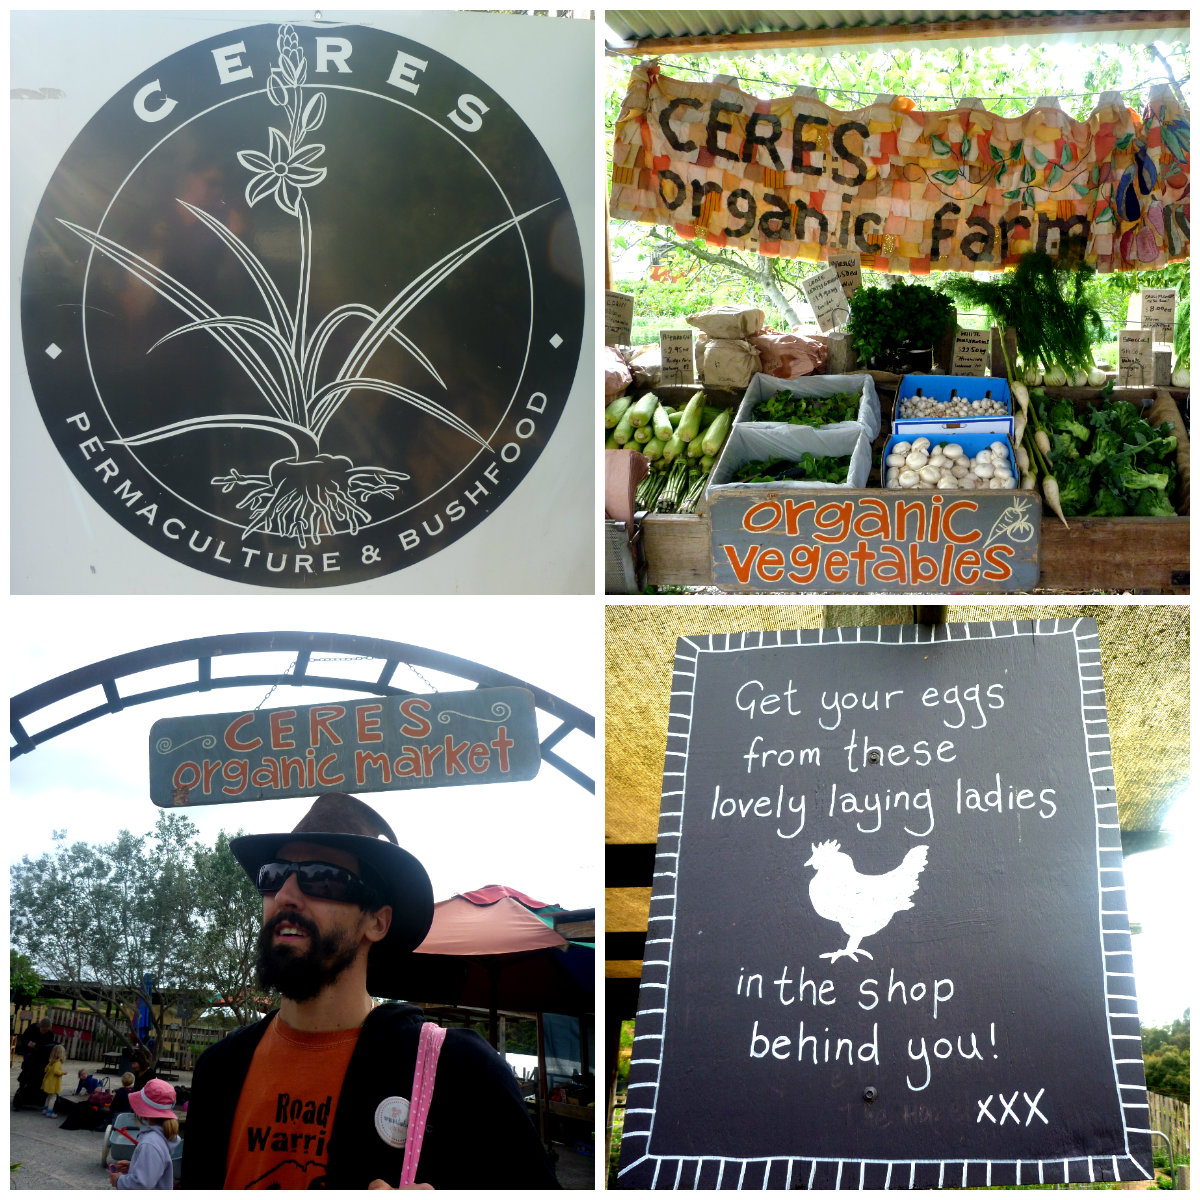 CERES
PERMACULTURE & BUSHFOOD
CERES
organic farm
organic
vegetables
CERES
organic market
Road
Warri
Get your eggs
from these
lovely laying ladies
in the shop
behind you!
xxx